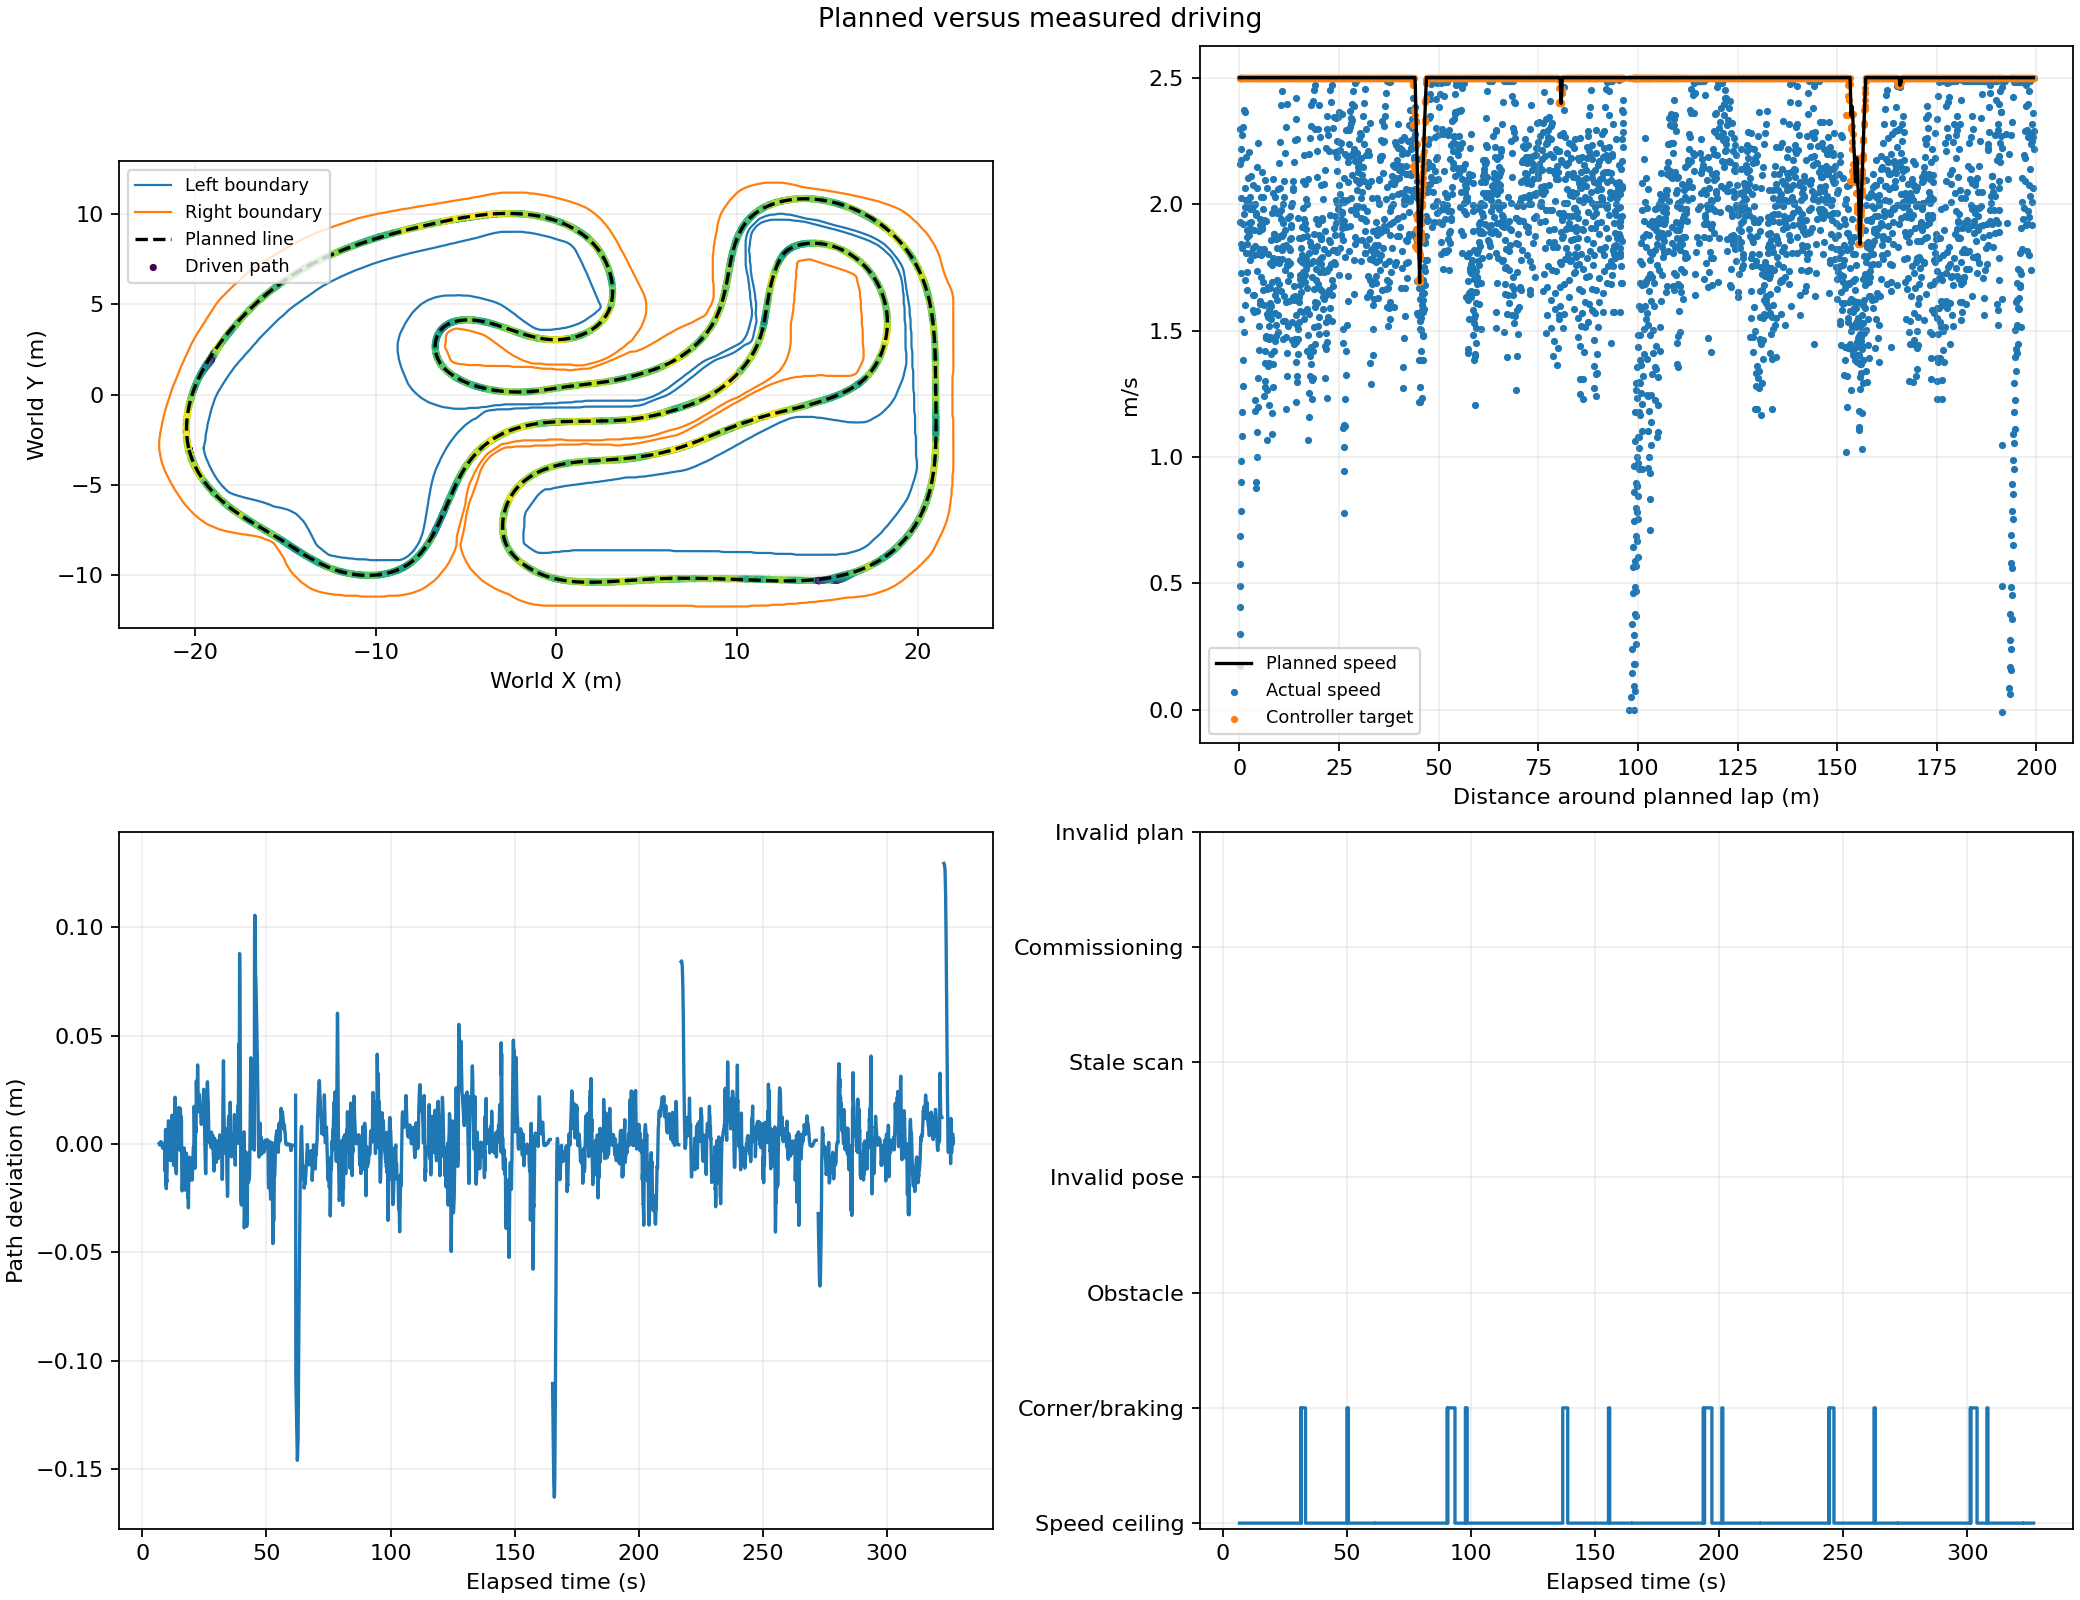 Planned versus measured driving
Left boundary
Right boundary
Planned line
Driven path
World Y (m)
10
5
0
−5
−10
−20
−10
0
10
20
World X (m)
m/s
2.5
2.0
1.5
1.0
0.5
0.0
Planned speed
Actual speed
Controller target
0
25
50
75
100
125
150
175
200
Distance around planned lap (m)
Path deviation (m)
0.10
0.05
0.00
−0.05
−0.10
−0.15
0
50
100
150
200
250
300
Elapsed time (s)
Invalid plan
Commissioning
Stale scan
Invalid pose
Obstacle
Corner/braking
Speed ceiling
0
50
100
150
200
250
300
Elapsed time (s)